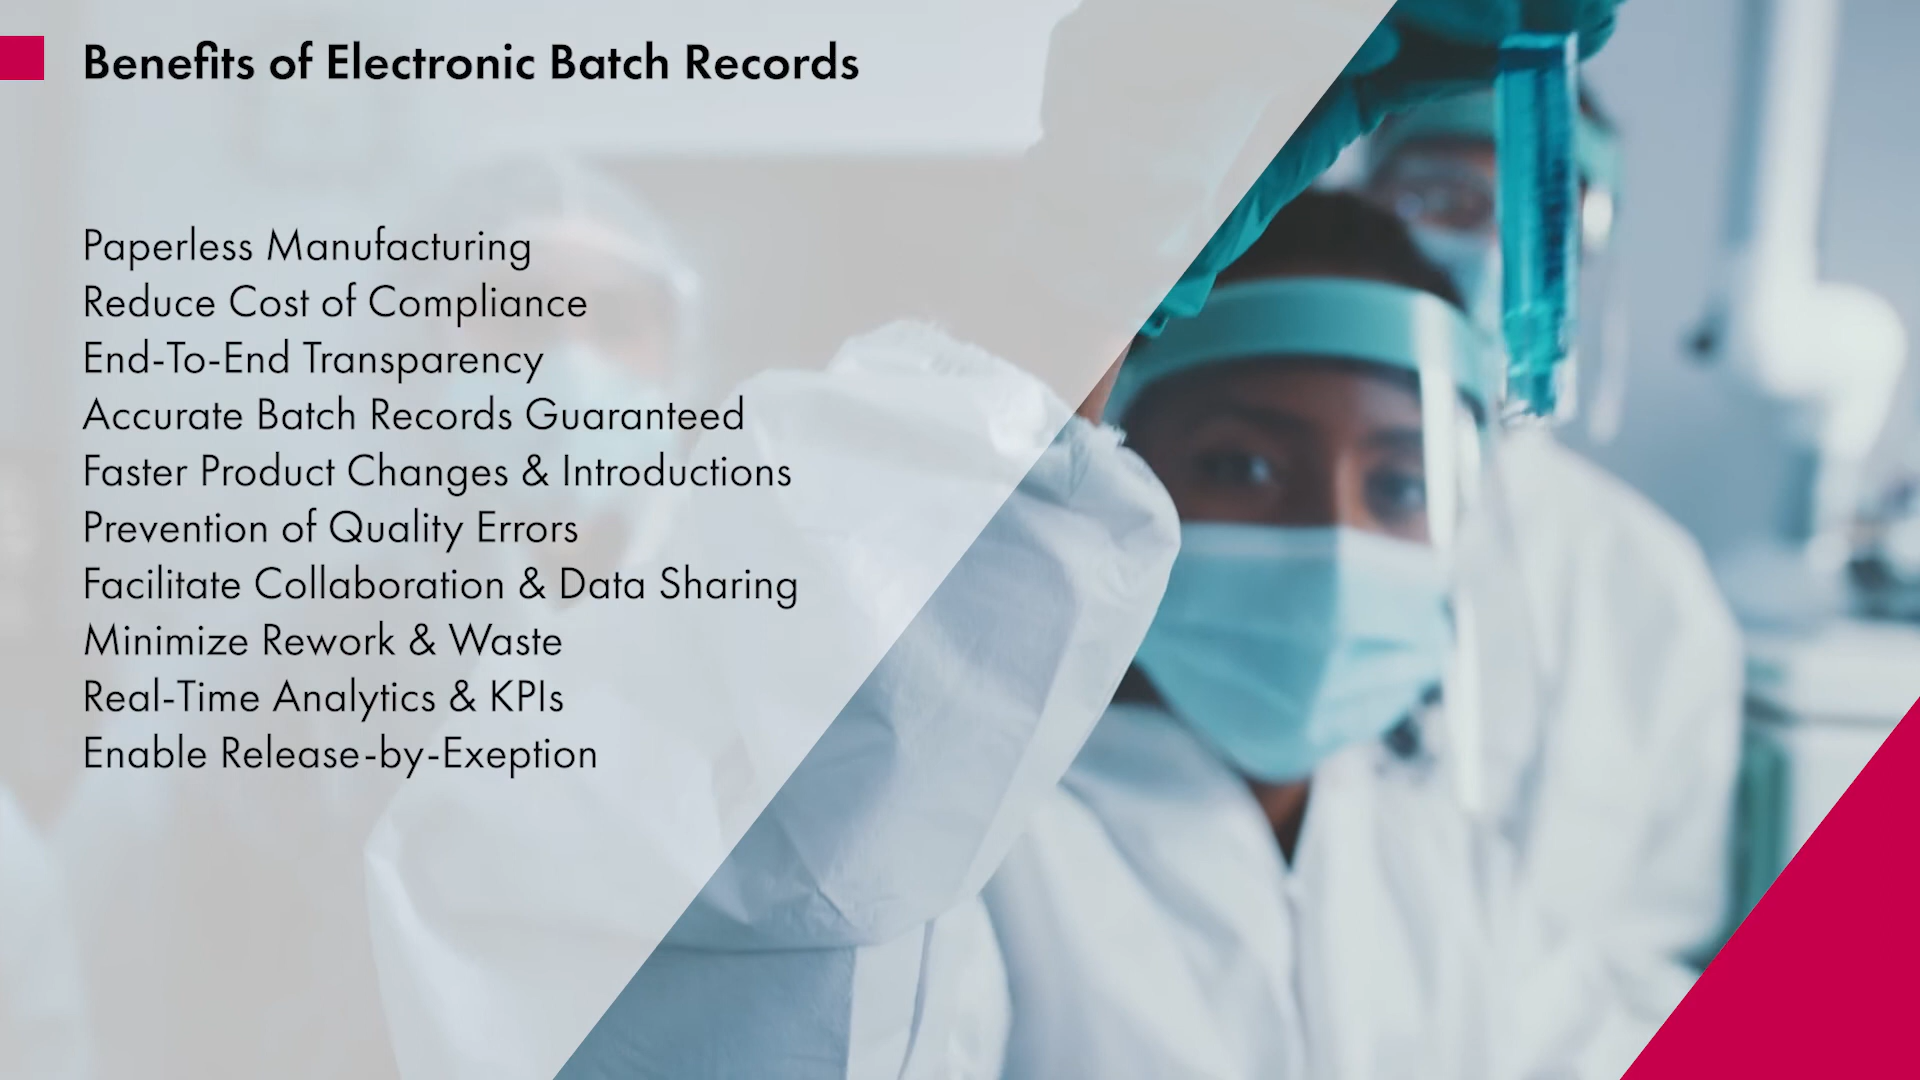 Benefits of Electronic Batch Records
Paperless Manufacturing
Reduce Cost of Compliance
End-To-End Transparency
Accurate Batch Records Guaranteed
Faster Product Changes & Introductions
Prevention of Quality Errors
Facilitate Collaboration & Data Sharing
Minimize Rework & Waste
Real-Time Analytics & KPIs
Enable Release-by-Exeption